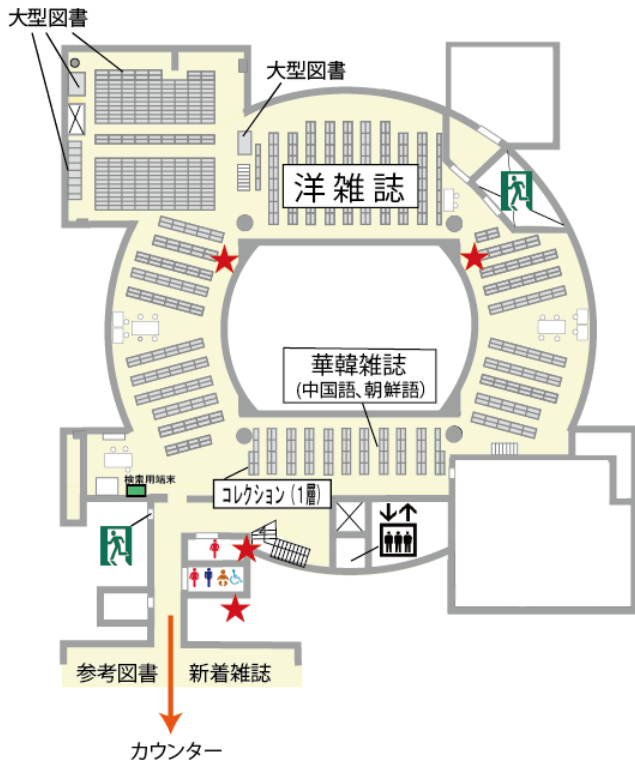 大型図書
大型図書
洋雑誌
華韓雑誌
(中国語、朝鮮語)
検索用端末
コレクション(1層)
参考図書
新着雑誌
カウンター